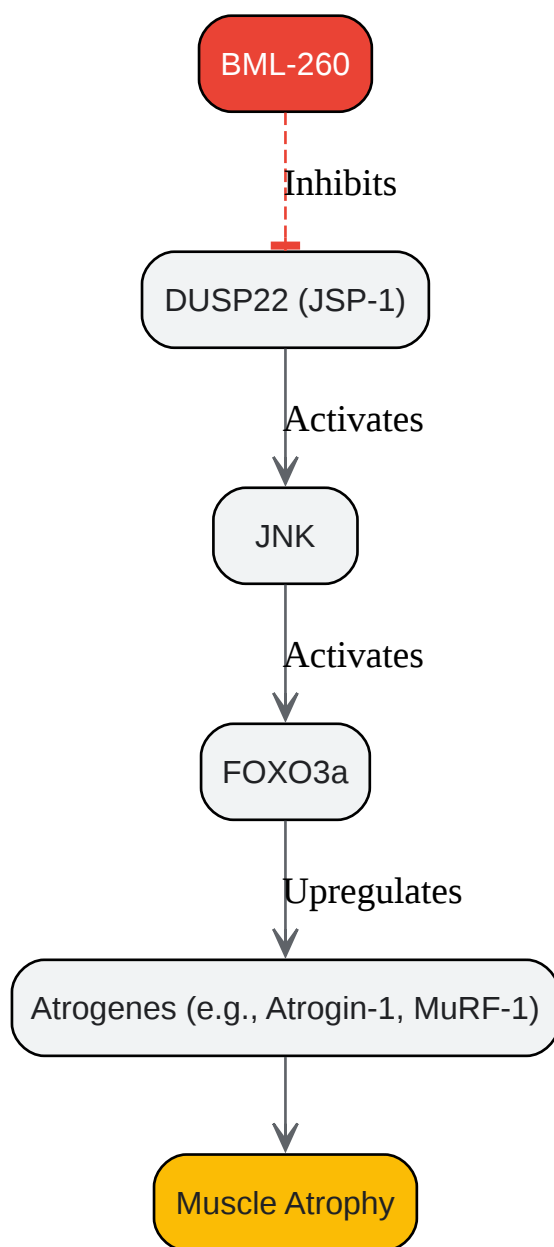 BML-260
Inhibits
DUSP22 (JSP-1)
Activates
JNK
Activates
FOXO3a
Upregulates
Atrogenes (e.g., Atrogin-1, MuRF-1)
Muscle Atrophy